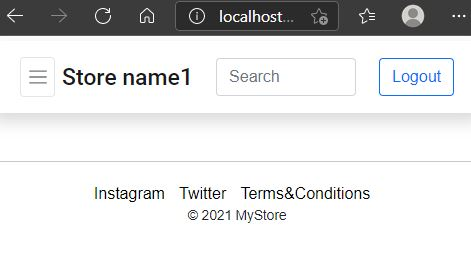 localhost...
Store name1
Search
Logout
Instagram Twitter Terms&Conditions
© 2021 MyStore